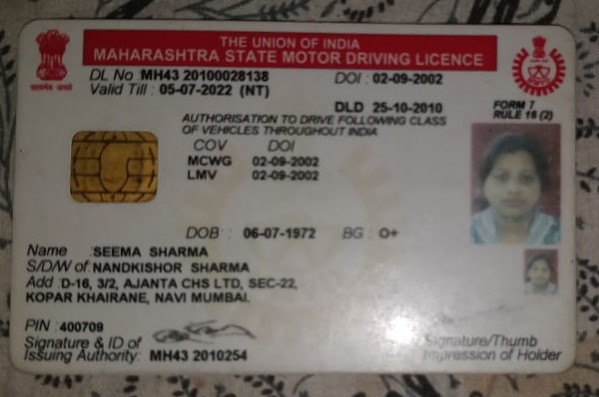 THE UNION OF INDIA
MAHARASHTRA STATE MOTOR DRIVING LICENCE
DL No MH43 20100028138 DOI : 02-09-2002
Valid Till : 05-07-2022 (NT)
DLD 25-10-2010 FORM 7
RULE 16 (2)
AUTHORISATION TO DRIVE FOLLOWING CLASS
OF VEHICLES THROUGHOUT INDIA
COV DOI
MCWG 02-09-2002
LMV 02-09-2002
DOB : 06-07-1972 BG : O+
Name : SEEMA SHARMA
S/D/W of : NANDKISHOR SHARMA
Add : D-16, 3/2, AJANTA CHS LTD, SEC-22,
KOPAR KHAIRANE, NAVI MUMBAI.
PIN : 400709
Signature & ID of
Issuing Authority: MH43 2010254
Signature/Thumb
Impression of Holder